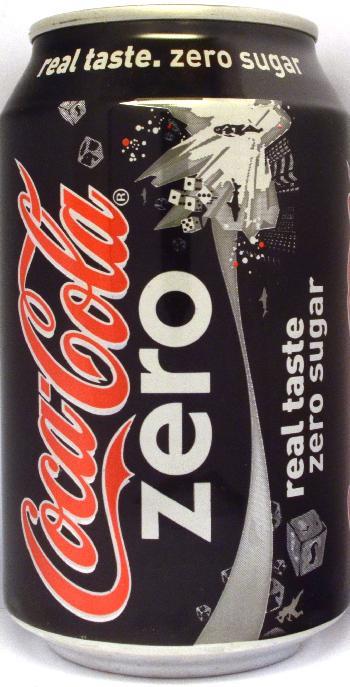 real taste. zero sugar
Coca-Cola®
zero
real taste
zero sugar